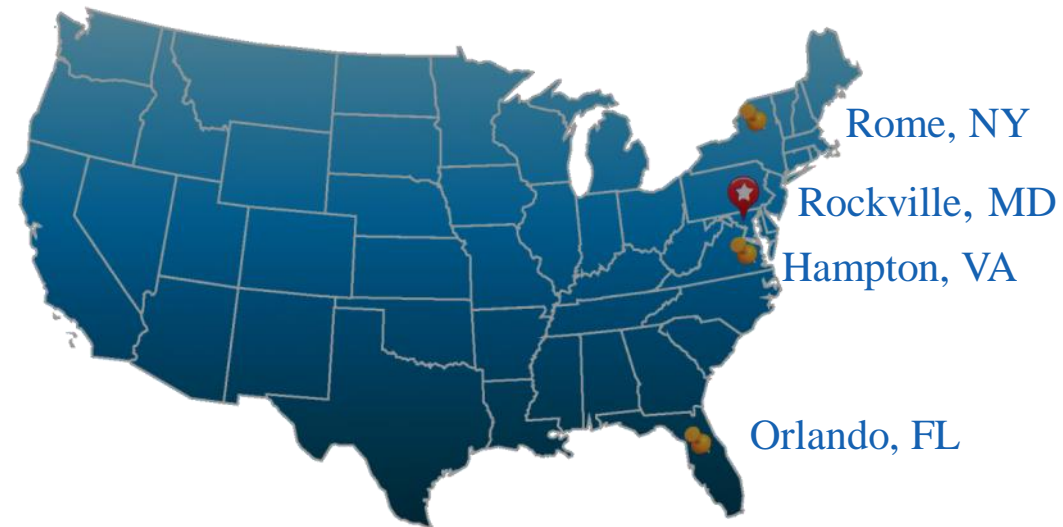 Rome, NY
Rockville, MD
Hampton, VA
Orlando, FL